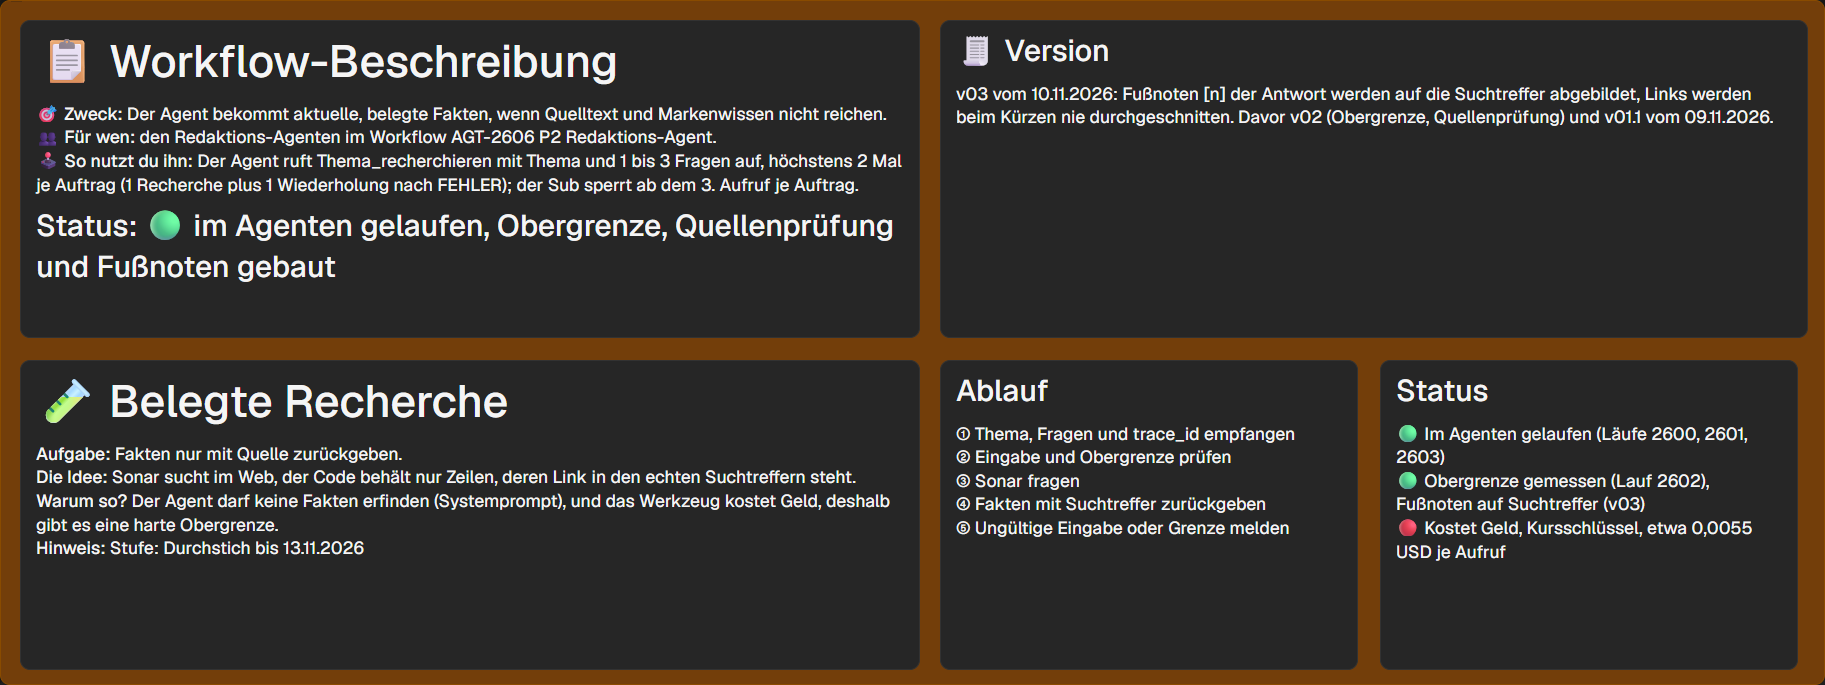 Workflow-Beschreibung
Zweck: Der Agent bekommt aktuelle, belegte Fakten, wenn Quelltext und Markenwissen nicht reichen.
Für wen: den Redaktions-Agenten im Workflow AGT-2606 P2 Redaktions-Agent.
So nutzt du ihn: Der Agent ruft Thema_recherchieren mit Thema und 1 bis 3 Fragen auf, höchstens 2 Mal
je Auftrag (1 Recherche plus 1 Wiederholung nach FEHLER); der Sub sperrt ab dem 3. Aufruf je Auftrag.
Status: 🟢 im Agenten gelaufen, Obergrenze, Quellenprüfung
und Fußnoten gebaut
Version
v03 vom 10.11.2026: Fußnoten [n] der Antwort werden auf die Suchtreffer abgebildet, Links werden
beim Kürzen nie durchgeschnitten. Davor v02 (Obergrenze, Quellenprüfung) und v01.1 vom 09.11.2026.
Belegte Recherche
Aufgabe: Fakten nur mit Quelle zurückgeben.
Die Idee: Sonar sucht im Web, der Code behält nur Zeilen, deren Link in den echten Suchtreffern steht.
Warum so? Der Agent darf keine Fakten erfinden (Systemprompt), und das Werkzeug kostet Geld, deshalb
gibt es eine harte Obergrenze.
Hinweis: Stufe: Durchstich bis 13.11.2026
Ablauf
① Thema, Fragen und trace_id empfangen
② Eingabe und Obergrenze prüfen
③ Sonar fragen
④ Fakten mit Suchtreffer zurückgeben
⑤ Ungültige Eingabe oder Grenze melden
Status
🟢 Im Agenten gelaufen (Läufe 2600, 2601,
2603)
🟢 Obergrenze gemessen (Lauf 2602),
Fußnoten auf Suchtreffer (v03)
🔴 Kostet Geld, Kursschlüssel, etwa 0,0055
USD je Aufruf